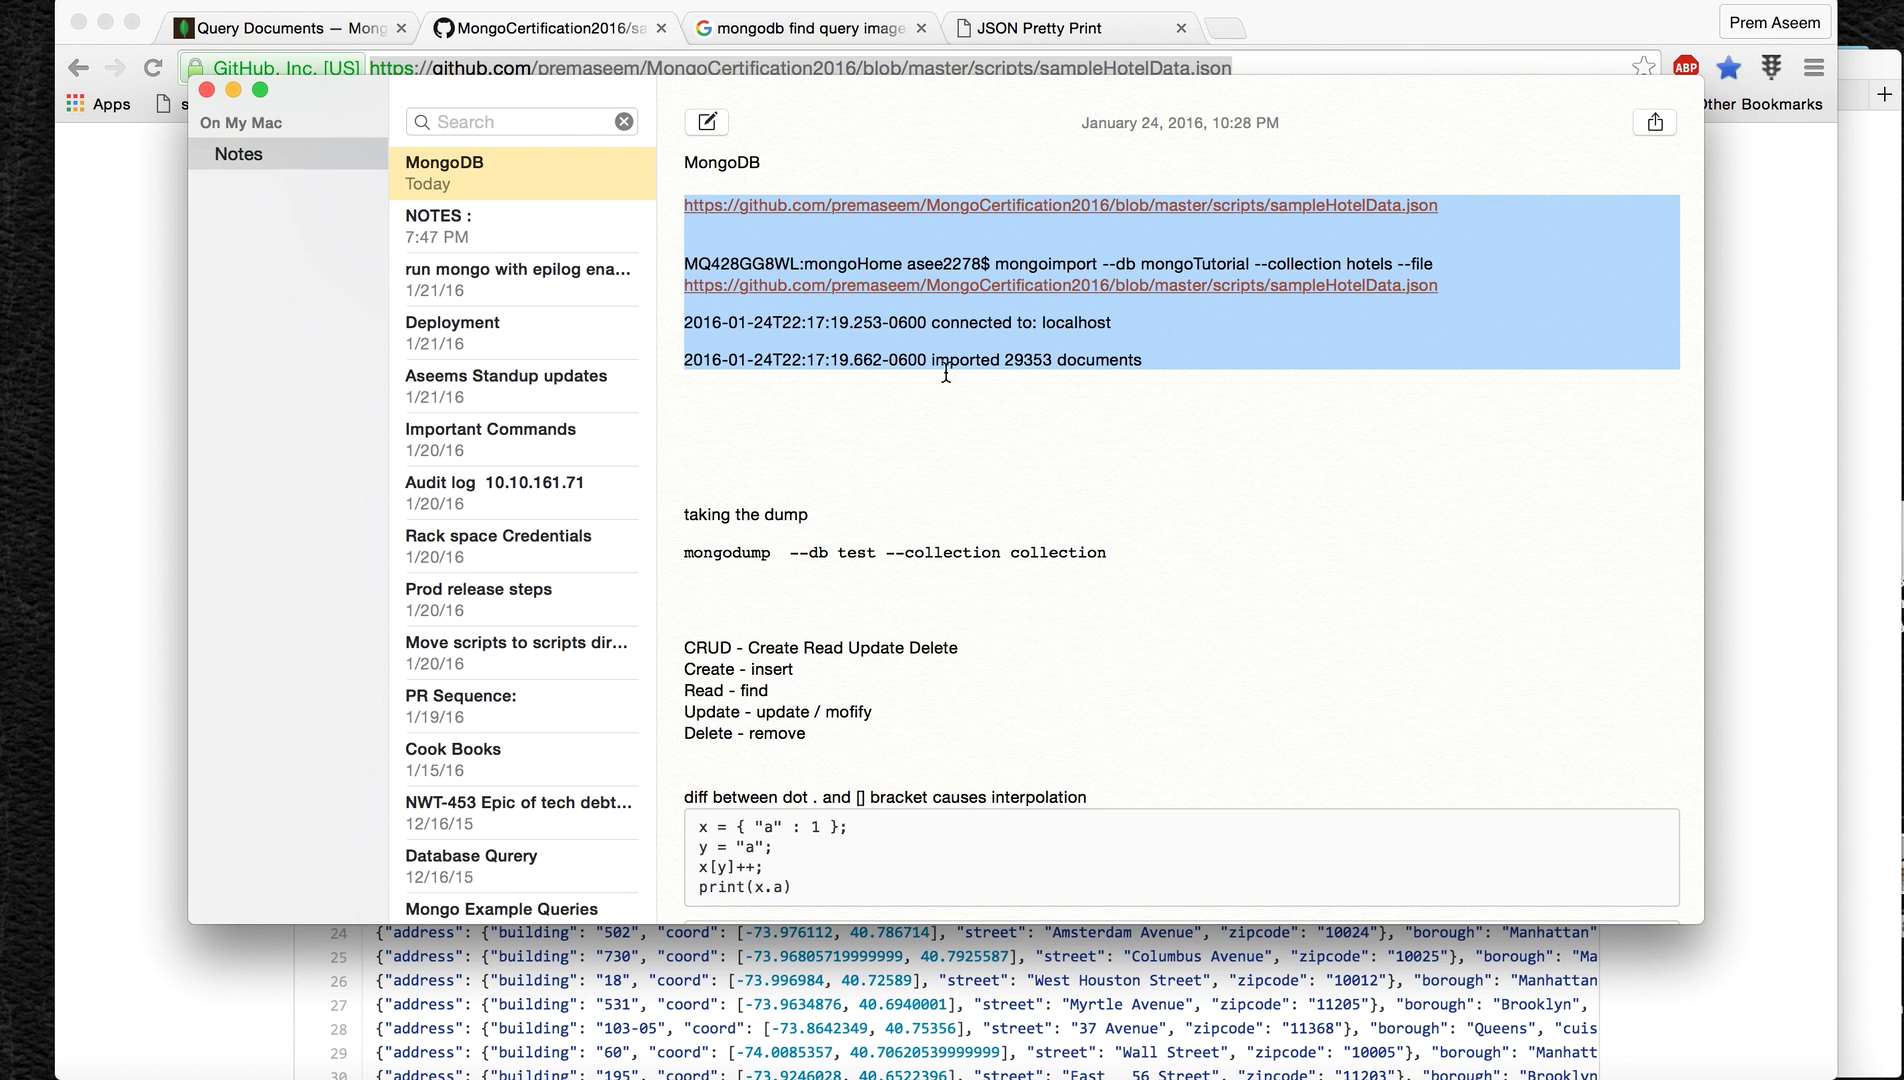 Query Documents — Mong
MongoCertification2016/sa
mongodb find query image
JSON Pretty Print
Prem Aseem
GitHub, Inc. [US] https://github.com/premaseem/MongoCertification2016/blob/master/scripts/sampleHotelData.json
ABP
Apps
s
Other Bookmarks
On My Mac
Notes
Search
MongoDB
Today
NOTES :
7:47 PM
run mongo with epilog ena...
1/21/16
Deployment
1/21/16
Aseems Standup updates
1/21/16
Important Commands
1/20/16
Audit log 10.10.161.71
1/20/16
Rack space Credentials
1/20/16
Prod release steps
1/20/16
Move scripts to scripts dir...
1/20/16
PR Sequence:
1/19/16
Cook Books
1/15/16
NWT-453 Epic of tech debt...
12/16/15
Database Qurery
12/16/15
Mongo Example Queries
January 24, 2016, 10:28 PM
MongoDB
https://github.com/premaseem/MongoCertification2016/blob/master/scripts/sampleHotelData.json
MQ428GG8WL:mongoHome asee2278$ mongoimport --db mongoTutorial --collection hotels --file
https://github.com/premaseem/MongoCertification2016/blob/master/scripts/sampleHotelData.json
2016-01-24T22:17:19.253-0600 connected to: localhost
2016-01-24T22:17:19.662-0600 imported 29353 documents
taking the dump
mongodump --db test --collection collection
CRUD - Create Read Update Delete
Create - insert
Read - find
Update - update / mofify
Delete - remove
diff between dot . and [] bracket causes interpolation
x = { "a" : 1 };
y = "a";
x[y]++;
print(x.a)
24 {"address": {"building": "502", "coord": [-73.976112, 40.786714], "street": "Amsterdam Avenue", "zipcode": "10024"}, "borough": "Manhattan"
25 {"address": {"building": "730", "coord": [-73.96805719999999, 40.7925587], "street": "Columbus Avenue", "zipcode": "10025"}, "borough": "Ma
26 {"address": {"building": "18", "coord": [-73.996984, 40.72589], "street": "West Houston Street", "zipcode": "10012"}, "borough": "Manhattan
27 {"address": {"building": "531", "coord": [-73.9634876, 40.6940001], "street": "Myrtle Avenue", "zipcode": "11205"}, "borough": "Brooklyn",
28 {"address": {"building": "103-05", "coord": [-73.8642349, 40.75356], "street": "37 Avenue", "zipcode": "11368"}, "borough": "Queens", "cuis
29 {"address": {"building": "60", "coord": [-74.0085357, 40.70620539999999], "street": "Wall Street", "zipcode": "10005"}, "borough": "Manhatt
30 {"address": {"building": "195", "coord": [-73.9246028, 40.6522396], "street": "East 56 Street", "zipcode": "11203"}, "borough": "Brooklyn